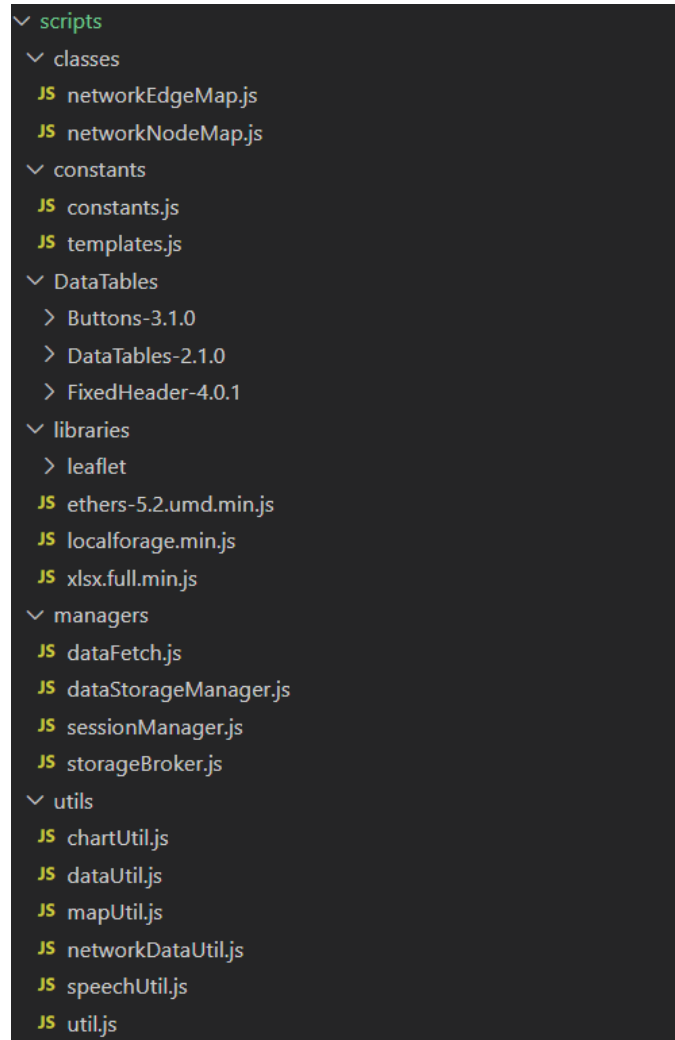 scripts
classes
JS networkEdgeMap.js
JS networkNodeMap.js
constants
JS constants.js
JS templates.js
DataTables
Buttons-3.1.0
DataTables-2.1.0
FixedHeader-4.0.1
libraries
leaflet
JS ethers-5.2.umd.min.js
JS localforage.min.js
JS xlsx.full.min.js
managers
JS dataFetch.js
JS dataStorageManager.js
JS sessionManager.js
JS storageBroker.js
utils
JS chartUtil.js
JS dataUtil.js
JS mapUtil.js
JS networkDataUtil.js
JS speechUtil.js
JS util.js